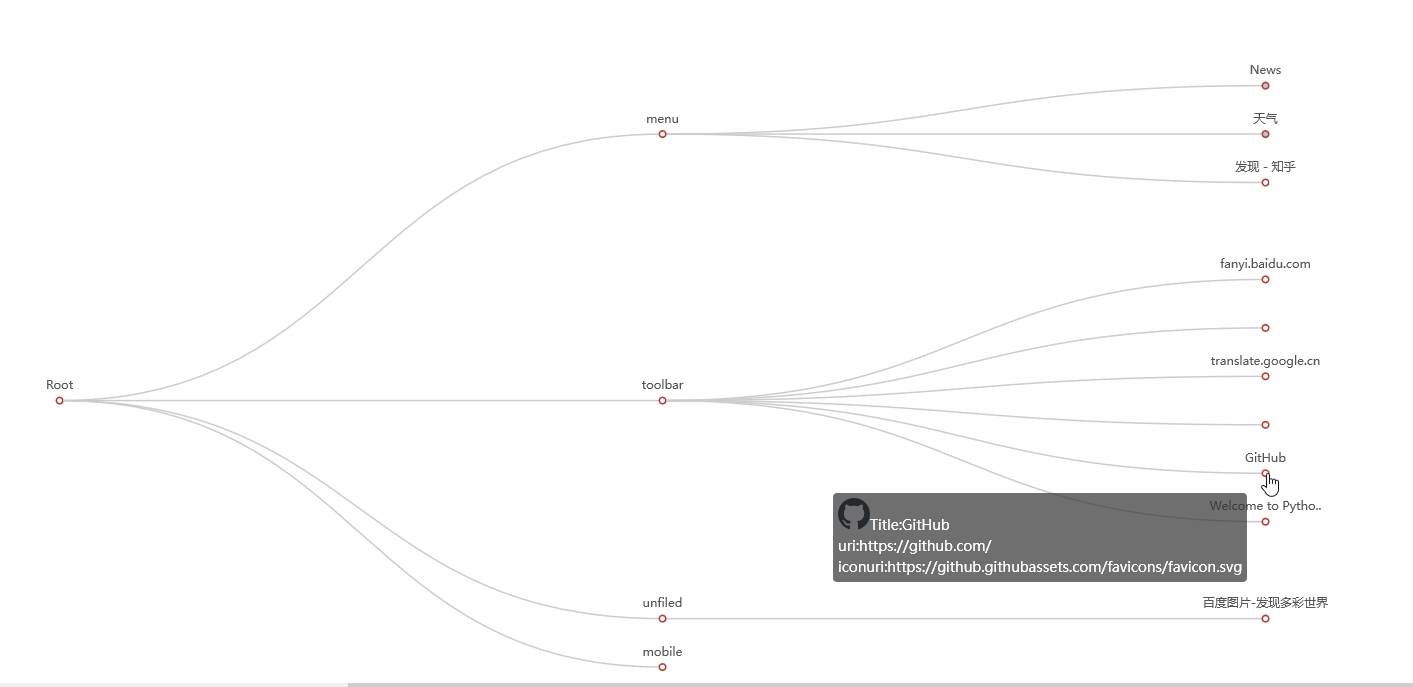 News
menu
天气
发现 - 知乎
fanyi.baidu.com
translate.google.cn
Root
toolbar
GitHub
Welcome to Pytho..
Title:GitHub
uri:https://github.com/
iconuri:https://github.githubassets.com/favicons/favicon.svg
unfiled
百度图片-发现多彩世界
mobile